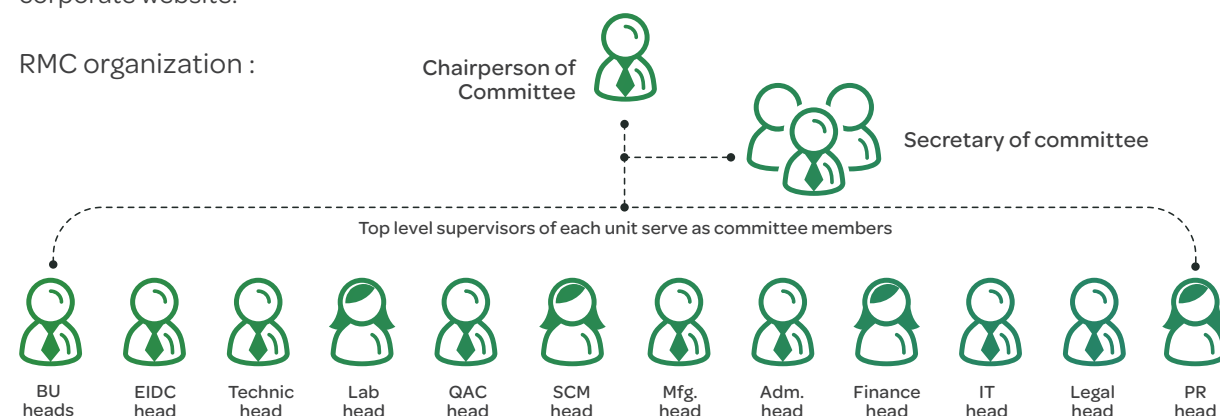 corporate website.
RMC organization :
Chairperson of
Committee
Secretary of committee
Top level supervisors of each unit serve as committee members
BU
heads
EIDC
head
Technic
head
Lab
head
QAC
head
SCM
head
Mfg.
head
Adm.
head
Finance
head
IT
head
Legal
head
PR
head